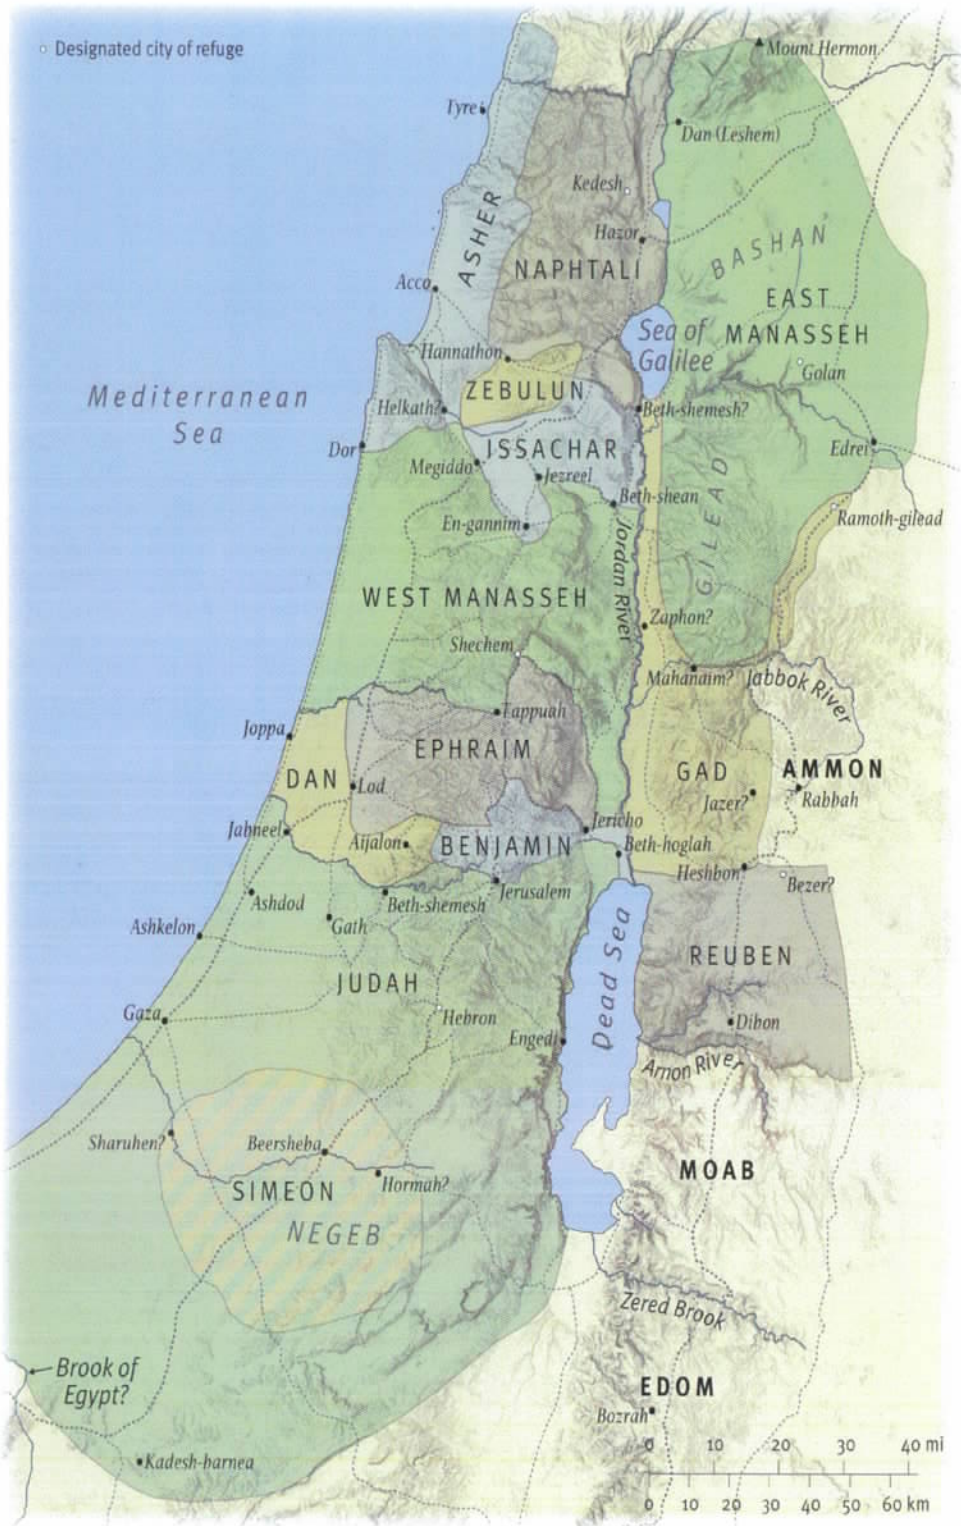 Designated city of refuge
Mount Hermon
Tyre
Dan (Leshem)
Kedesh
ASHER
Hazor
BASHAN
NAPHTALI
Acco
EAST
MANASSEH
Sea of
Galilee
Hannathon
Golan
ZEBULUN
Mediterranean
Sea
Helkath?
Beth-shemesh?
Dor
ISSACHAR
Edrei
Megiddo
Jezreel
GILEAD
Beth-shean
Ramoth-gilead
En-gannim
Jordan River
WEST MANASSEH
Zaphon?
Shechem
Mahanaim?
Jabbok River
Tappuah
Joppa
EPHRAIM
DAN
GAD
AMMON
Lod
Jazer?
Rabbah
Jabneel
Jericho
Aijalon
BENJAMIN
Beth-hoglah
Heshbon
Bezer?
Ashdod
Beth-shemesh
Jerusalem
Gath
Ashkelon
Dead Sea
REUBEN
JUDAH
Gaza
Hebron
Dibon
Engedi
Arnon River
Sharuhen?
Beersheba
MOAB
Hormah?
SIMEON
NEGEB
Zered Brook
Brook of
Egypt?
EDOM
Bozrah
0 10 20 30 40 mi
Kadesh-barnea
0 10 20 30 40 50 60 km